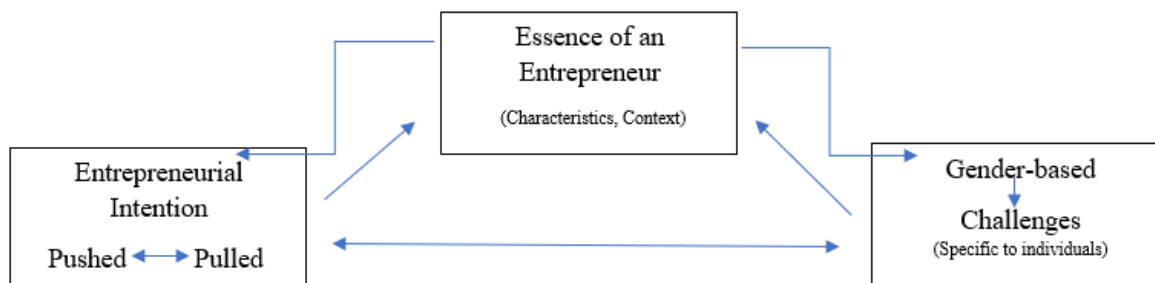 Essence of an
Entrepreneur
(Characteristics, Context)
Entrepreneurial
Intention
Pushed Pulled
Gender-based
Challenges
(Specific to individuals)